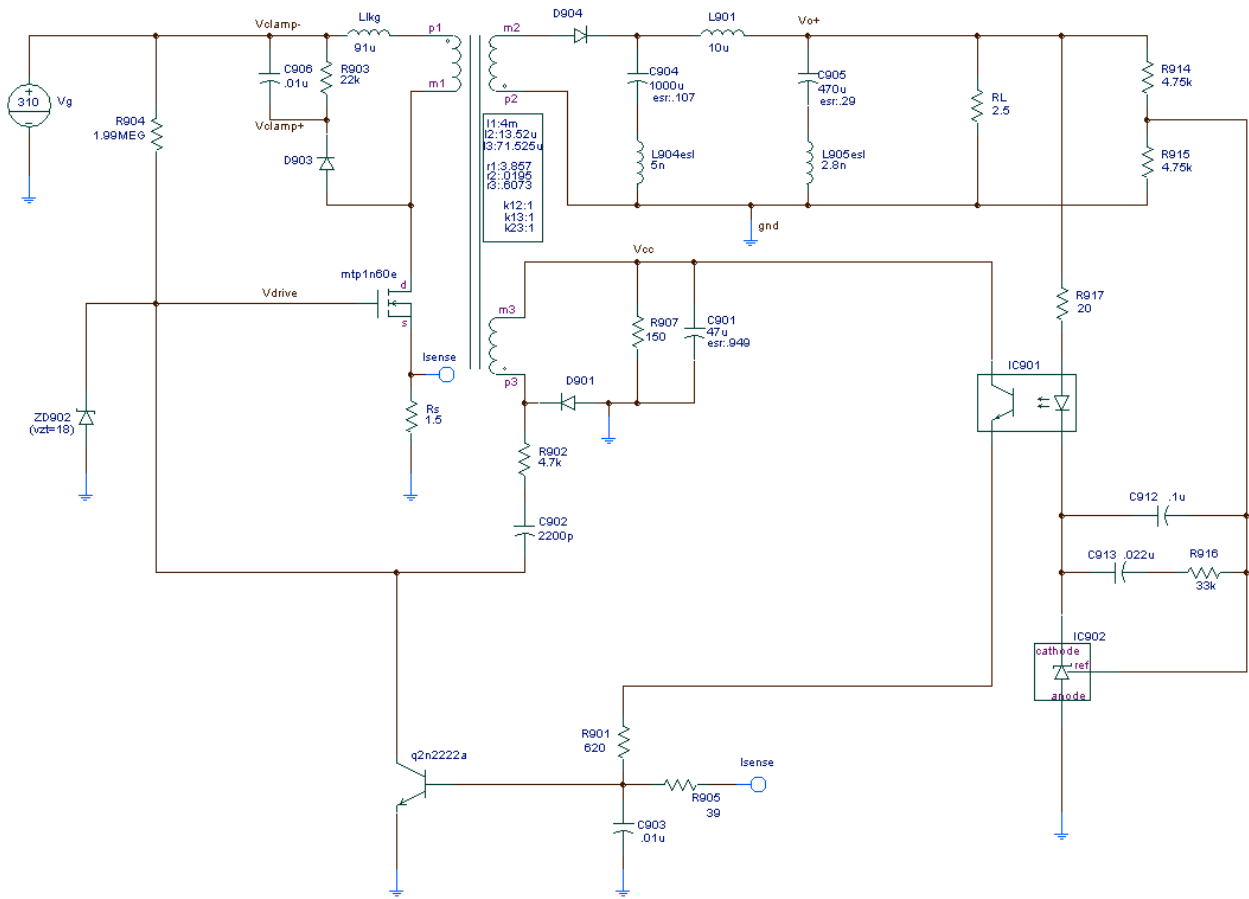 Vclamp-
Llkg
91u
p1
m2
D904
L901
10u
Vo+
310
Vg
C906
.01u
R903
22k
m1
C904
1000u
esr:.107
C905
470u
esr:.29
R914
4.75k
p2
RL
2.5
R904
1.99MEG
Vclamp+
l1:4m
l2:13.52u
l3:71.525u
r1:3.857
r2:.0195
r3:.6073
k12:1
k13:1
k23:1
D903
L904esl
5n
L905esl
2.8n
R915
4.75k
gnd
Vcc
mtp1n60e
d
s
Vdrive
m3
R907
150
C901
47u
esr:.949
R917
20
Isense
p3
D901
IC901
ZD902
(vzt=18)
Rs
1.5
R902
4.7k
C902
2200p
C912 .1u
C913 .022u
R916
33k
IC902
cathode
ref
anode
R901
620
q2n2222a
Isense
R905
39
C903
.01u